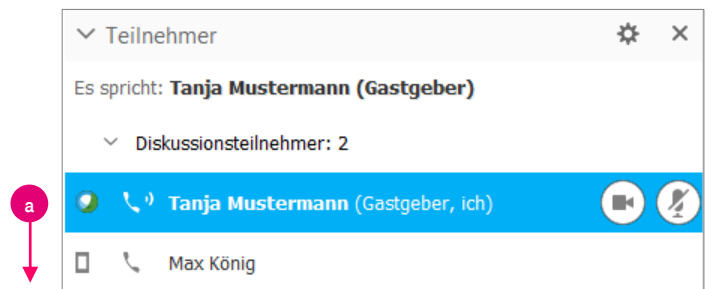 Teilnehmer
Es spricht: Tanja Mustermann (Gastgeber)
Diskussionsteilnehmer: 2
a
Tanja Mustermann (Gastgeber, ich)
Max König